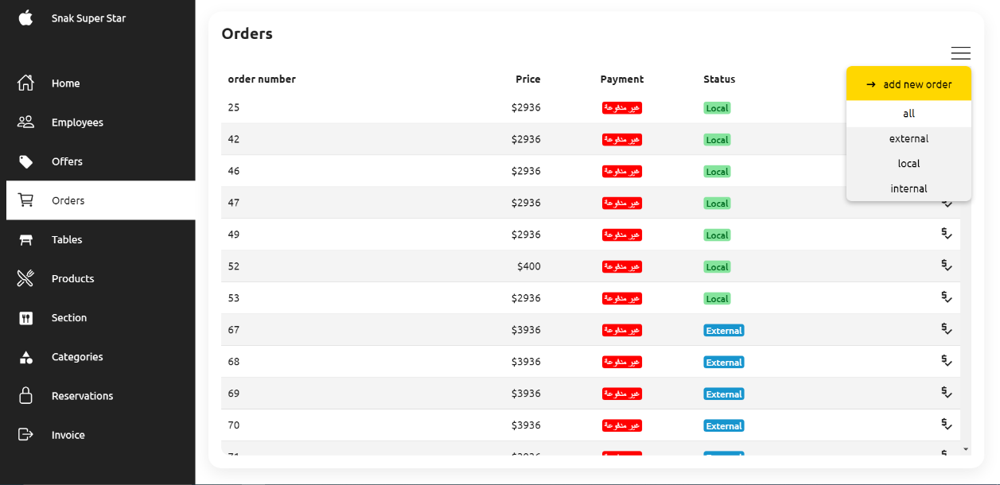 Snak Super Star
Home
Employees
Offers
Orders
Tables
Products
Section
Categories
Reservations
Invoice
Orders
order number Price Payment Status
→ add new order
all
external
local
internal
25 $2936 غير مدفوعة Local
42 $2936 غير مدفوعة Local
46 $2936 غير مدفوعة Local
47 $2936 غير مدفوعة Local
49 $2936 غير مدفوعة Local $
52 $400 غير مدفوعة Local $
53 $2936 غير مدفوعة Local $
67 $3936 غير مدفوعة External $
68 $3936 غير مدفوعة External $
69 $3936 غير مدفوعة External $
70 $3936 غير مدفوعة External $